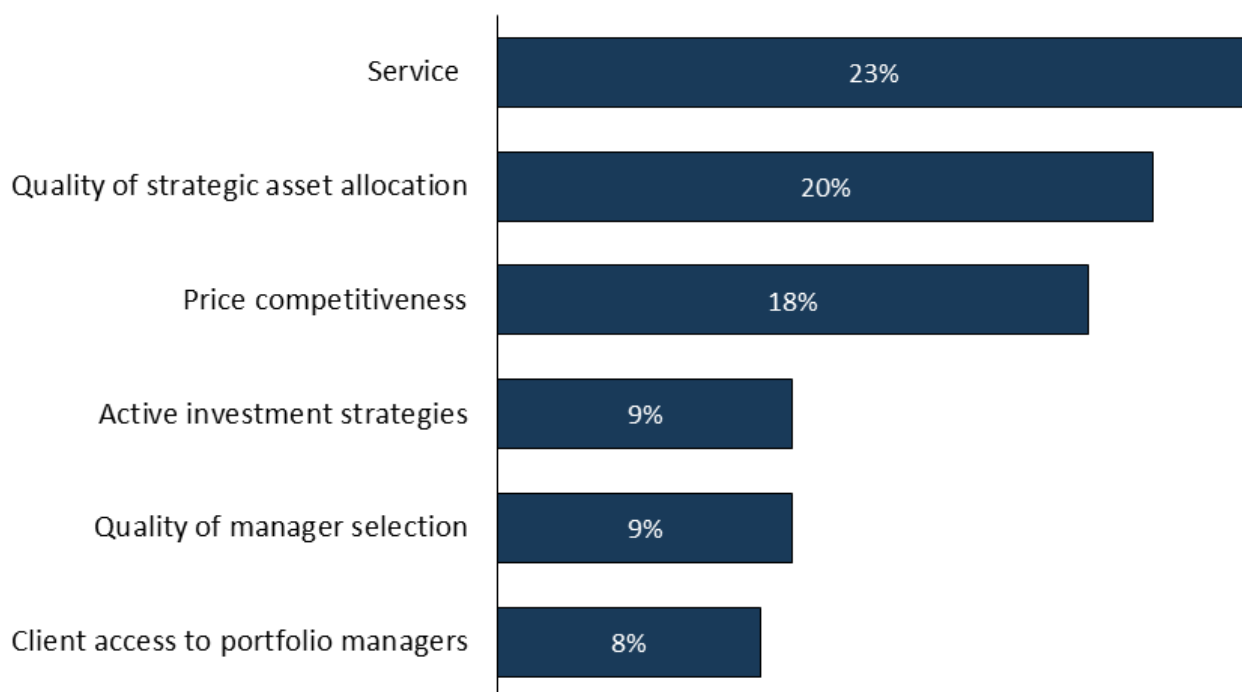 Service 23%
Quality of strategic asset allocation 20%
Price competitiveness 18%
Active investment strategies 9%
Quality of manager selection 9%
Client access to portfolio managers 8%